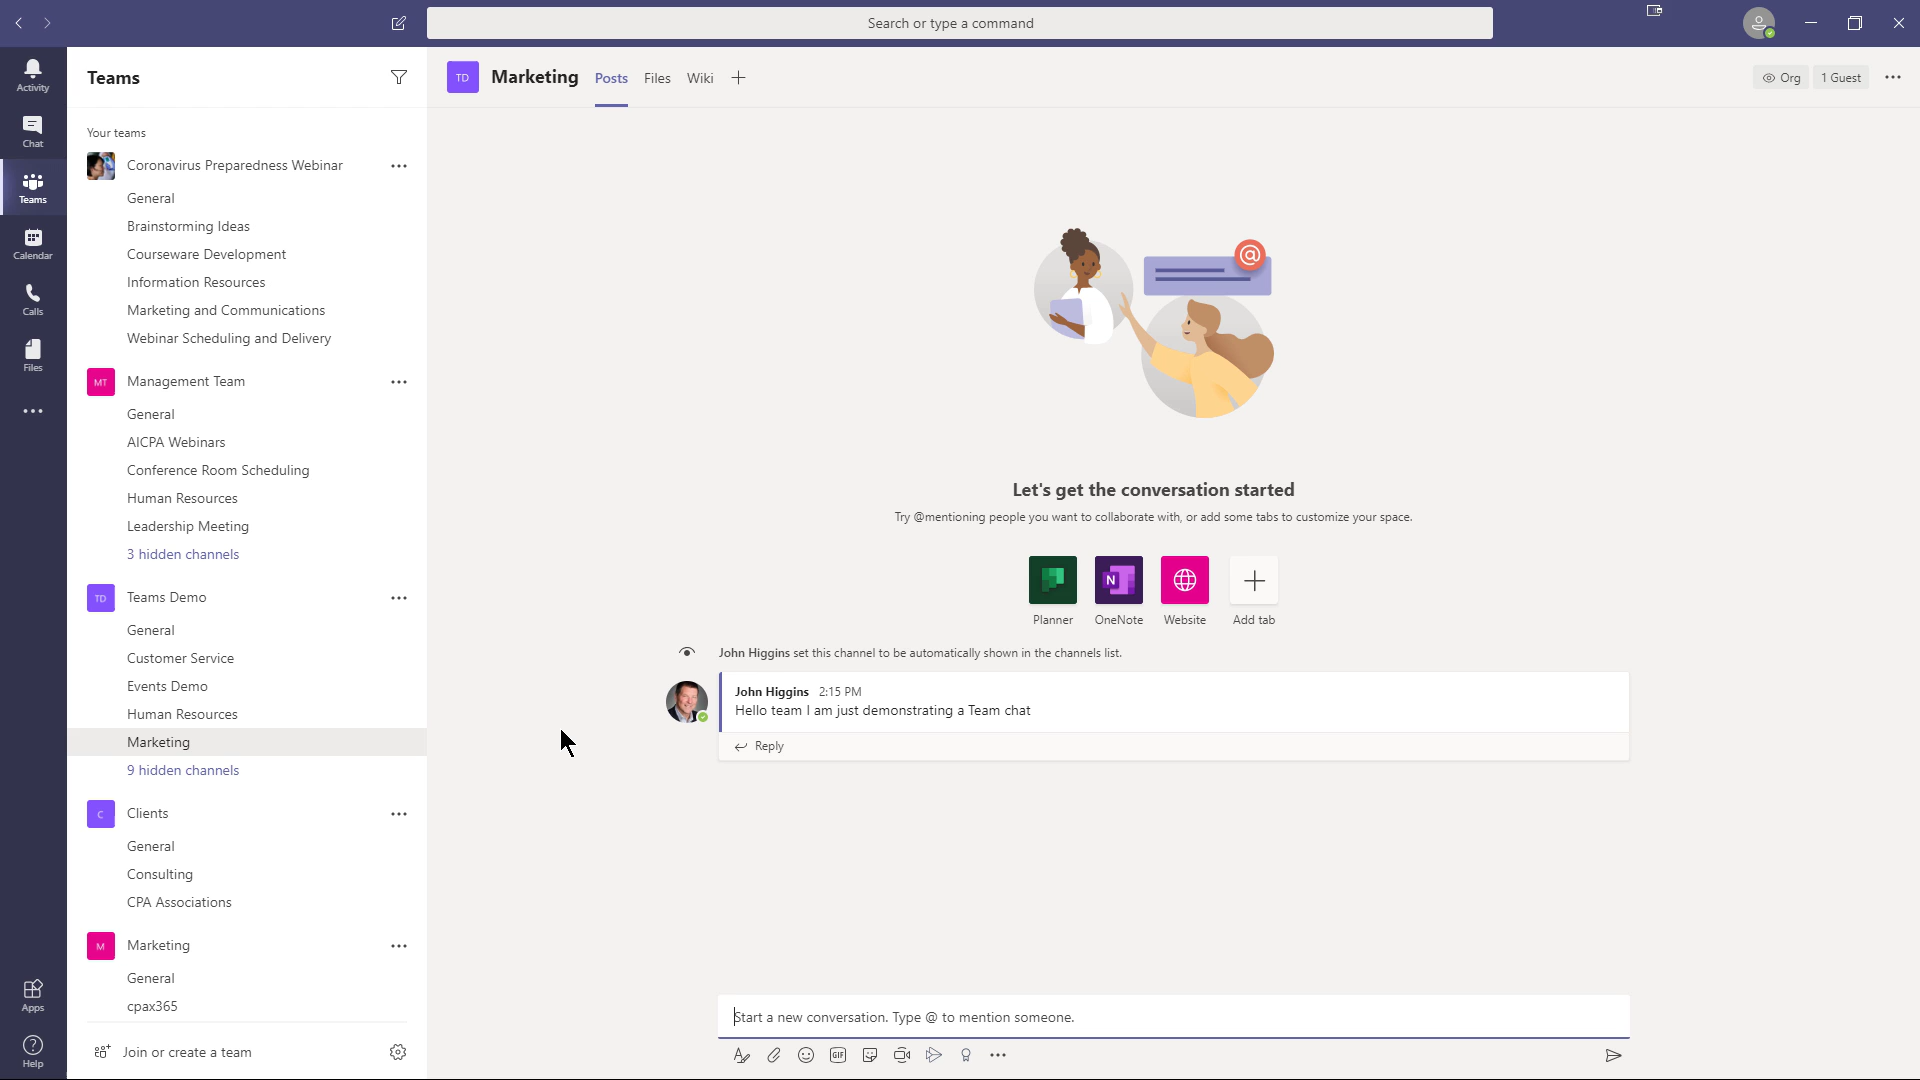 Search or type a command
Activity
Chat
Teams
Calendar
Calls
Files
Apps
Help
Teams
Your teams
Coronavirus Preparedness Webinar
General
Brainstorming Ideas
Courseware Development
Information Resources
Marketing and Communications
Webinar Scheduling and Delivery
MT Management Team
General
AICPA Webinars
Conference Room Scheduling
Human Resources
Leadership Meeting
3 hidden channels
TD Teams Demo
General
Customer Service
Events Demo
Human Resources
Marketing
9 hidden channels
C Clients
General
Consulting
CPA Associations
M Marketing
General
cpax365
Join or create a team
TD Marketing Posts Files Wiki
Org 1 Guest
@
Let's get the conversation started
Try @mentioning people you want to collaborate with, or add some tabs to customize your space.
N
Planner OneNote Website Add tab
John Higgins set this channel to be automatically shown in the channels list.
John Higgins 2:15 PM
Hello team I am just demonstrating a Team chat
Reply
Start a new conversation. Type @ to mention someone.
GIF